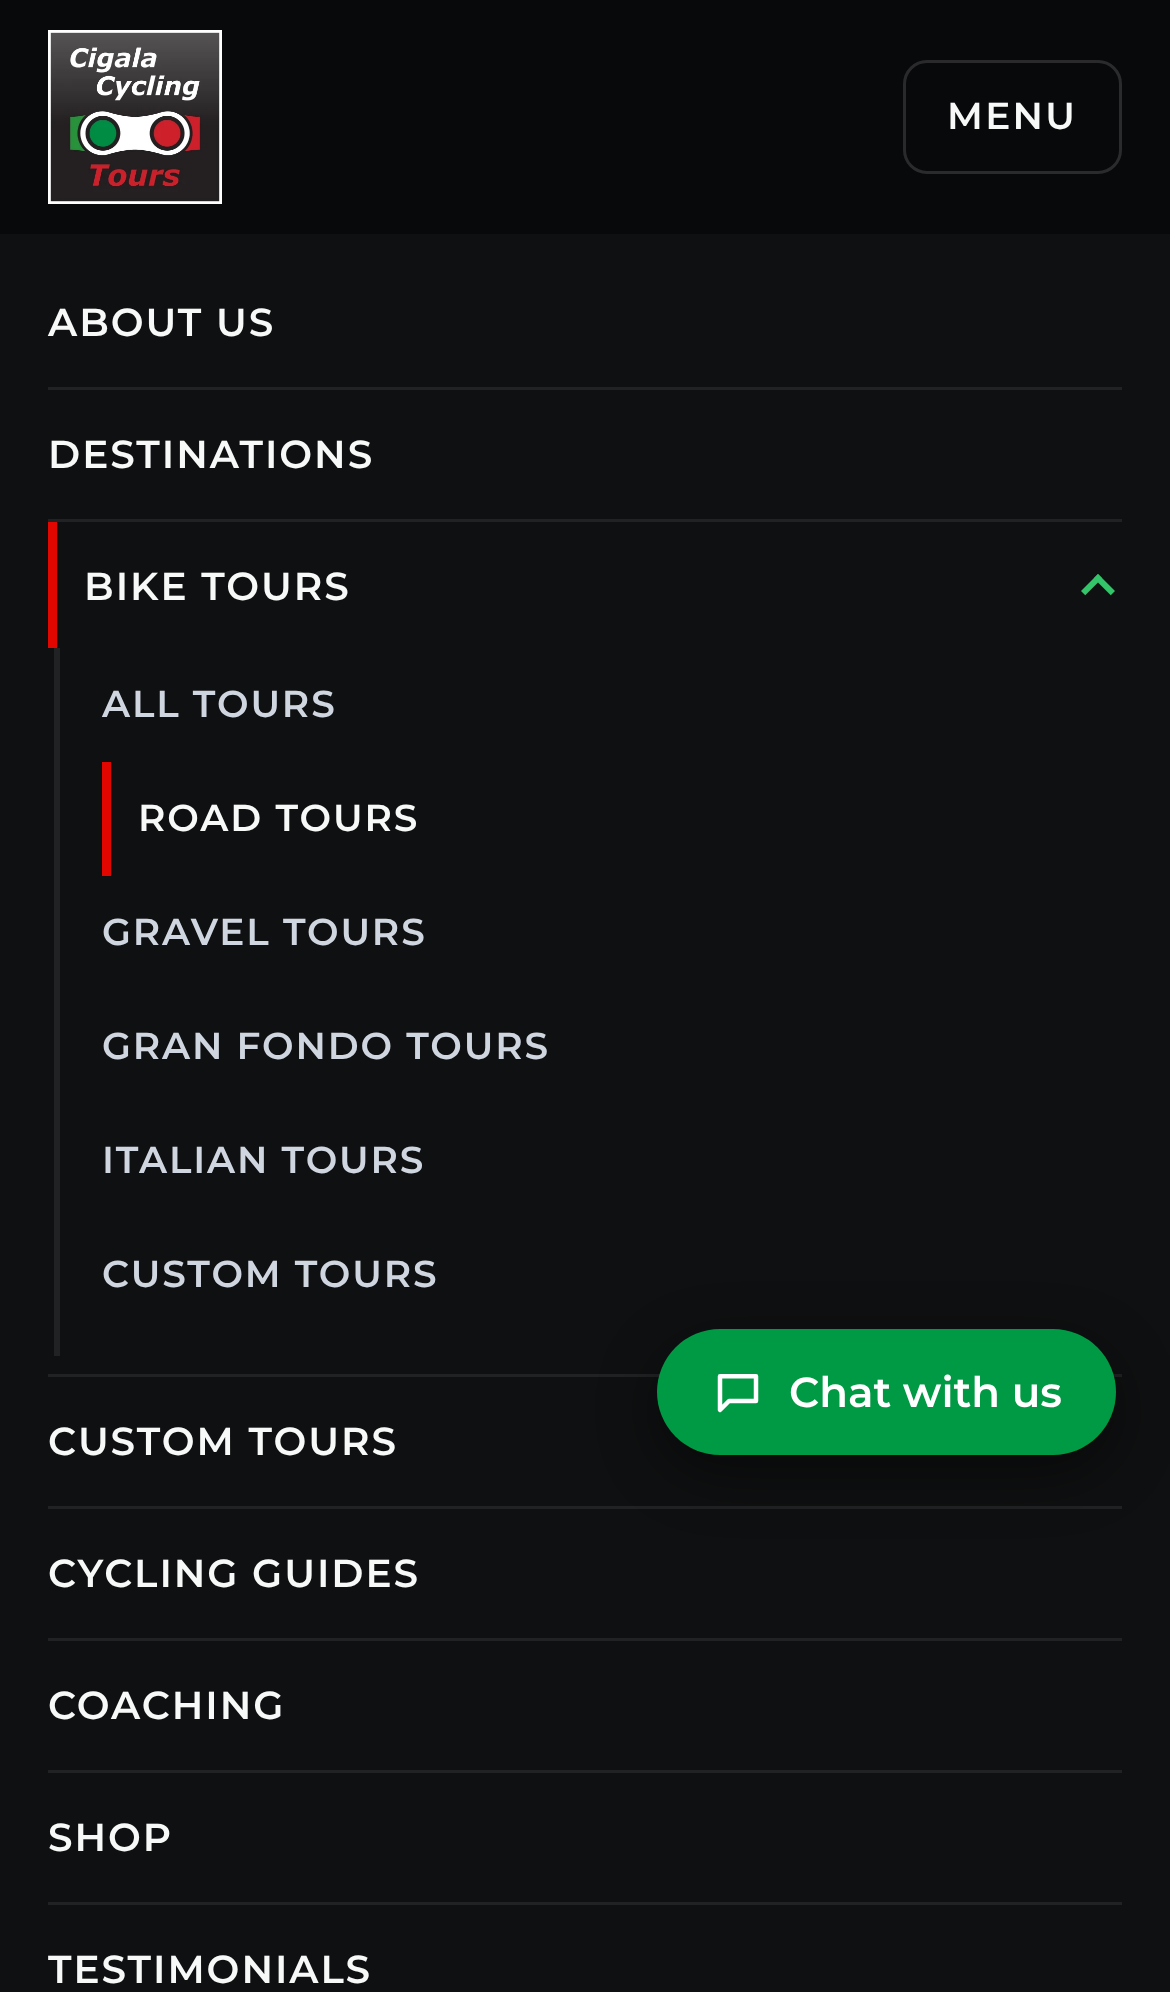 Cigala
Cycling
Tours
MENU
ABOUT US
DESTINATIONS
BIKE TOURS
ALL TOURS
ROAD TOURS
GRAVEL TOURS
GRAN FONDO TOURS
ITALIAN TOURS
CUSTOM TOURS
Chat with us
CUSTOM TOURS
CYCLING GUIDES
COACHING
SHOP
TESTIMONIALS